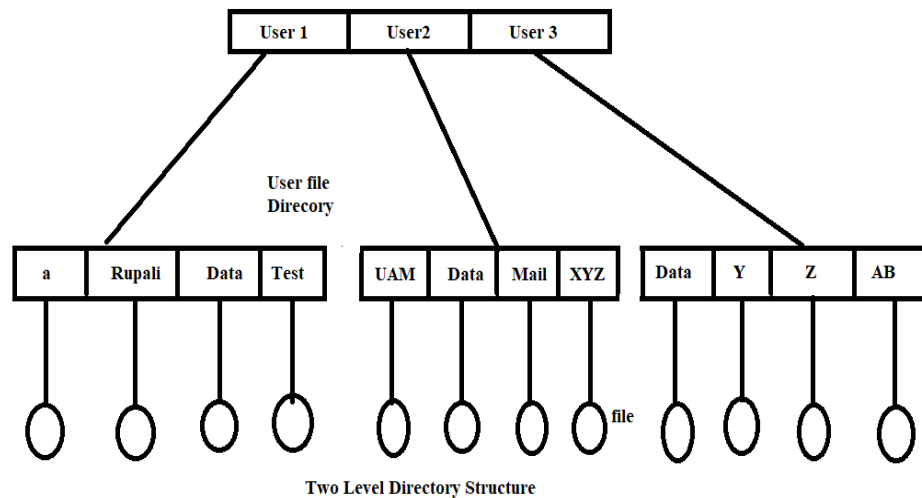 User 1 User2 User 3
User file
Direcory
a Rupali Data Test UAM Data Mail XYZ Data Y Z AB
file
Two Level Directory Structure